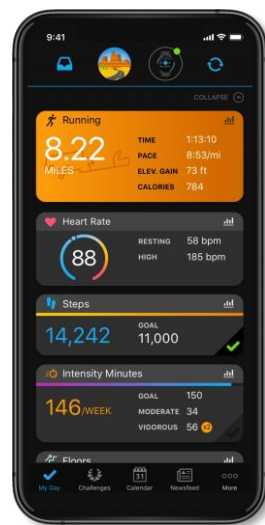 9:41
COLLAPSE
Running
8.22
MILES
TIME 1:13:10
PACE 8:53/mi
ELEV. GAIN 73 ft
CALORIES 784
Heart Rate
88
RESTING 58 bpm
HIGH 185 bpm
Steps
14,242
GOAL
11,000
Intensity Minutes
146/WEEK
GOAL 150
MODERATE 34
VIGOROUS 56 x2
Floors
My Day Challenges 31 Calendar Newsfeed More